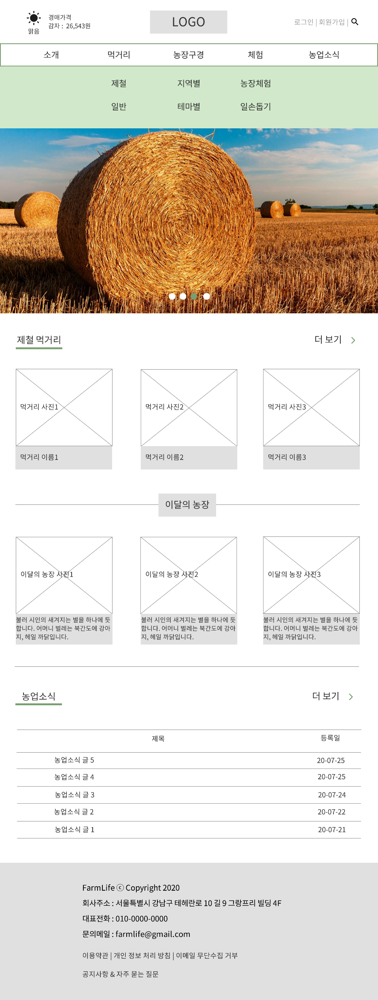 맑음
경매가격
감자 :  26,543원
LOGO
로그인 | 회원가입 |
소개 먹거리 농장구경 체험 농업소식
제철 지역별 농장체험
일반 테마별 일손돕기
제철 먹거리 더 보기
먹거리 사진1 먹거리 사진2 먹거리 사진3
먹거리 이름1 먹거리 이름2 먹거리 이름3
이달의 농장
이달의 농장 사진1 이달의 농장 사진2 이달의 농장 사진3
불러 시인의 새겨지는 별을 하나에 듯
합니다. 어머니 벌레는 북간도에 강아
지, 헤일 까닭입니다.
불러 시인의 새겨지는 별을 하나에 듯
합니다. 어머니 벌레는 북간도에 강아
지, 헤일 까닭입니다.
불러 시인의 새겨지는 별을 하나에 듯
합니다. 어머니 벌레는 북간도에 강아
지, 헤일 까닭입니다.
농업소식 더 보기
제목 등록일
농업소식 글 5 20-07-25
농업소식 글 4 20-07-25
농업소식 글 3 20-07-24
농업소식 글 2 20-07-22
농업소식 글 1 20-07-21
FarmLife ⓒ Copyright 2020
회사주소 : 서울특별시 강남구 테헤란로 10 길 9 그랑프리 빌딩 4F
대표전화 : 010-0000-0000
문의메일 : farmlife@gmail.com
이용약관 | 개인 정보 처리 방침 | 이메일 무단수집 거부
공지사항 & 자주 묻는 질문